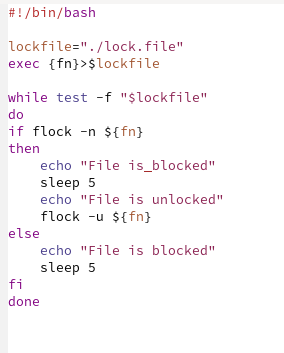 #!/bin/bash
lockfile="./lock.file"
exec {fn}>$lockfile
while test -f "$lockfile"
do
if flock -n ${fn}
then
echo "File is_blocked"
sleep 5
echo "File is unlocked"
flock -u ${fn}
else
echo "File is blocked"
sleep 5
fi
done